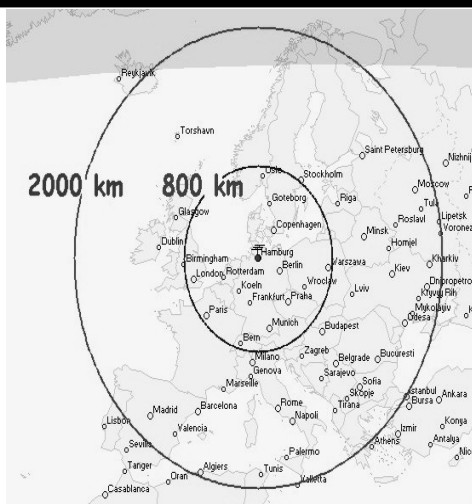 Reykjavik
Torshavn
Saint Petersburg
Nizhnij
Oslo
Stockholm
2000 km
800 km
Moscow
Goteborg
Riga
Tula
Glasgow
Lipetsk
Roslavl
Copenhagen
Voronez
Minsk
Dublin
Homjel
Hamburg
Birmingham
Kharkiv
Berlin
Warszawa
London
Rotterdam
Kiev
Wroclaw
Dnipropetro
Koeln
Lviv
Frankfurt
Praha
Kryvyi Rih
Mykolayiv
Paris
Odesa
Munich
Budapest
Bern
Zagreb
Milano
Belgrade
Bucuresti
Genova
Sarajevo
Marseille
Sofia
Skopje
Istanbul
Ankara
Madrid
Barcelona
Rome
Tirana
Bursa
Lisbon
Napoli
Valencia
Izmir
Konya
Sevilla
Athens
Antalya
Palermo
Tanger
Algiers
Tunis
Oran
Nico
Valletta
Casablanca